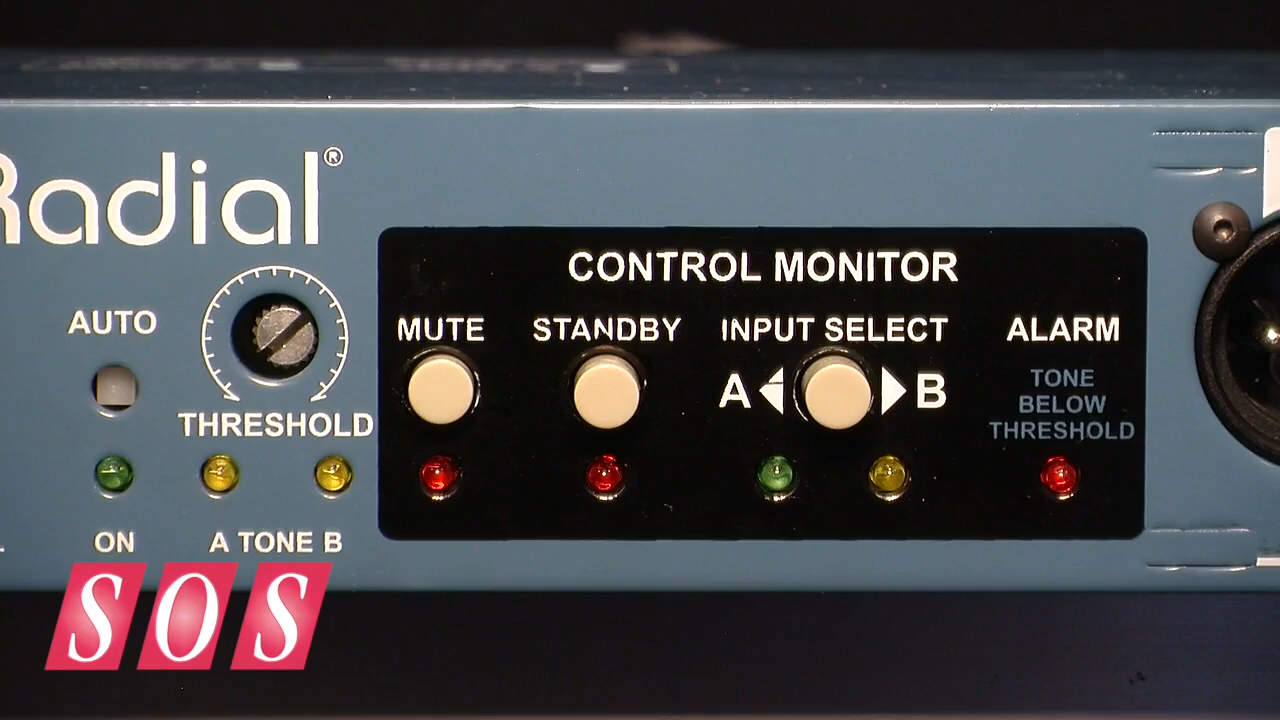 Radial®
AUTO
THRESHOLD
ON
A TONE B
CONTROL MONITOR
MUTE
STANDBY
INPUT SELECT
A
B
ALARM
TONE
BELOW
THRESHOLD
SOS